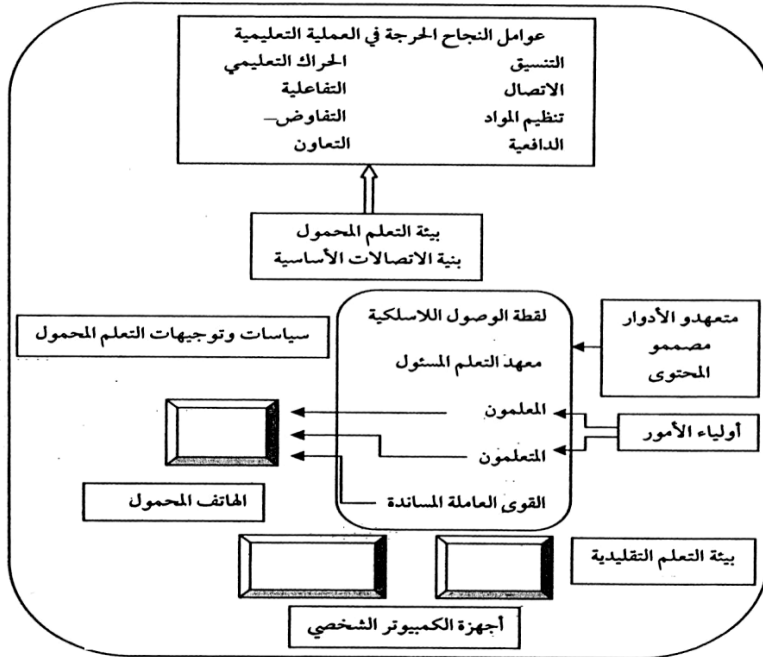 عوامل النجاح الحرجة في العملية التعليمية
التنسيق الحراك التعليمي
الاتصال التفاعلية
تنظيم المواد التفاوض–
الدافعية التعاون
بيئة التعلم المحمول
بنية الاتصالات الأساسية
لقطة الوصول اللاسلكية
متعهدو الأدوار
مصممو
المحتوى
سياسات وتوجيهات التعلم المحمول
معهد التعلم المسئول
المعلمون
أولياء الأمور
المتعلمون
القوى العاملة المساندة
الهاتف المحمول
بيئة التعلم التقليدية
أجهزة الكمبيوتر الشخصي